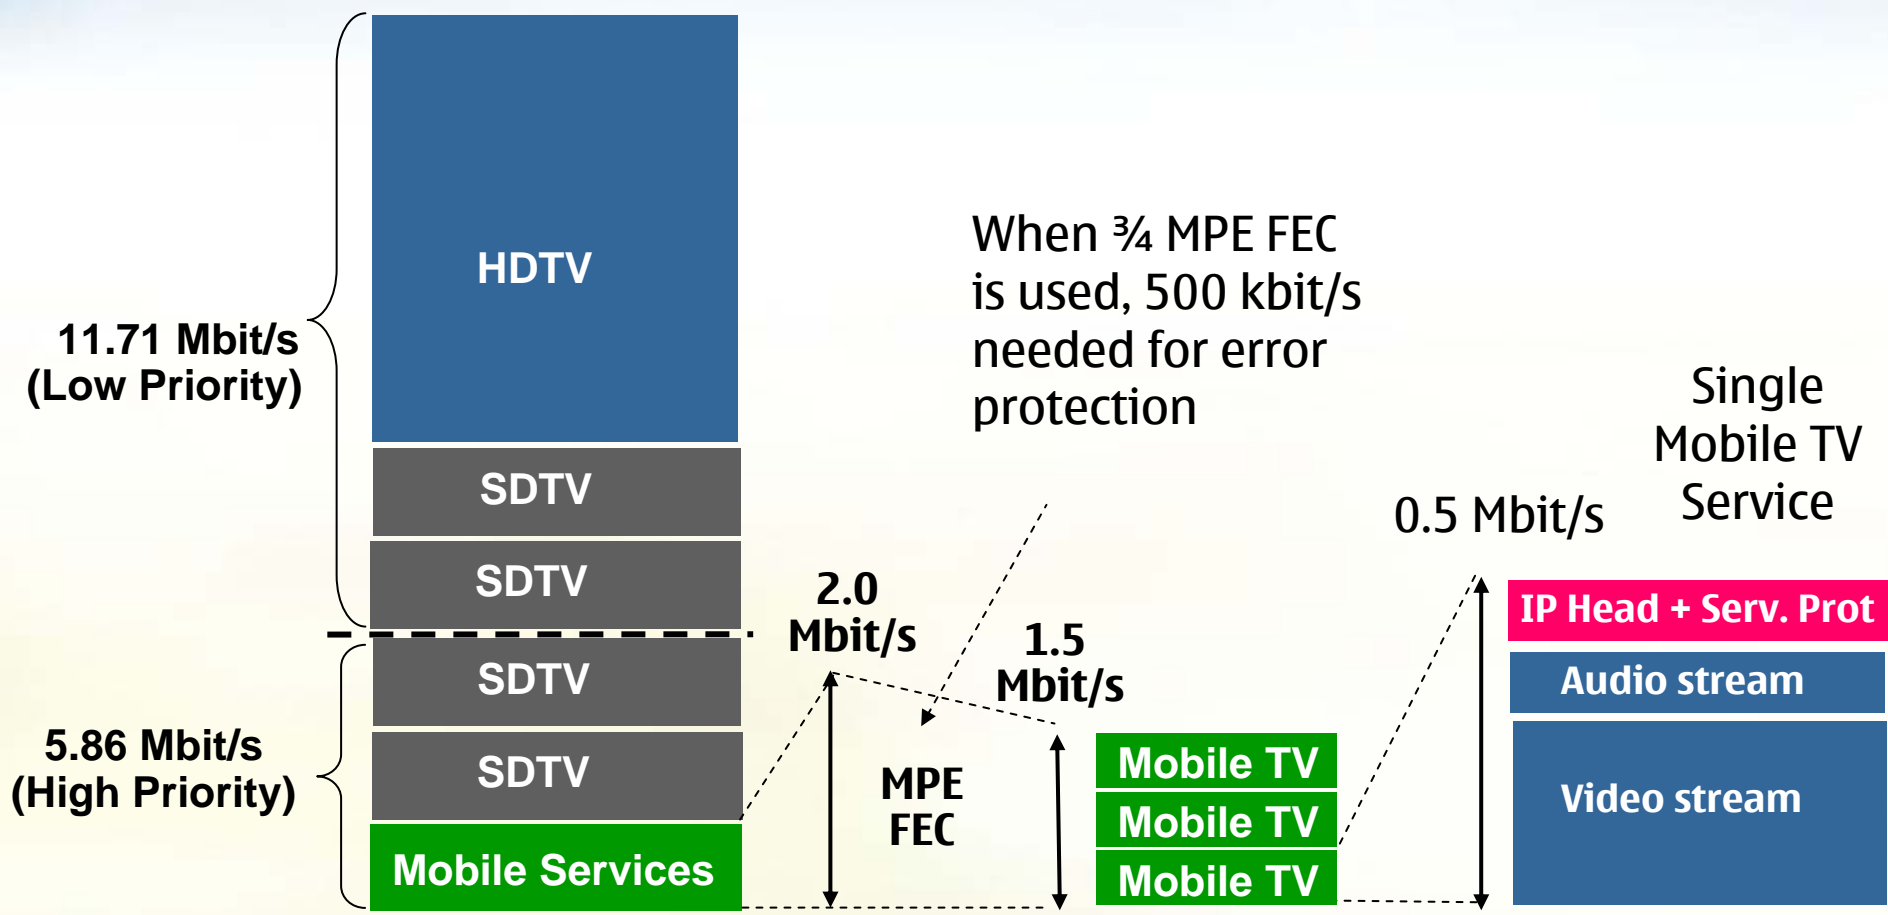 HDTV
11.71 Mbit/s
(Low Priority)
SDTV
SDTV
SDTV
SDTV
5.86 Mbit/s
(High Priority)
Mobile Services
2.0
Mbit/s
MPE
FEC
When ¾ MPE FEC
is used, 500 kbit/s
needed for error
protection
1.5
Mbit/s
Mobile TV
Mobile TV
Mobile TV
0.5 Mbit/s
Single
Mobile TV
Service
IP Head + Serv. Prot
Audio stream
Video stream